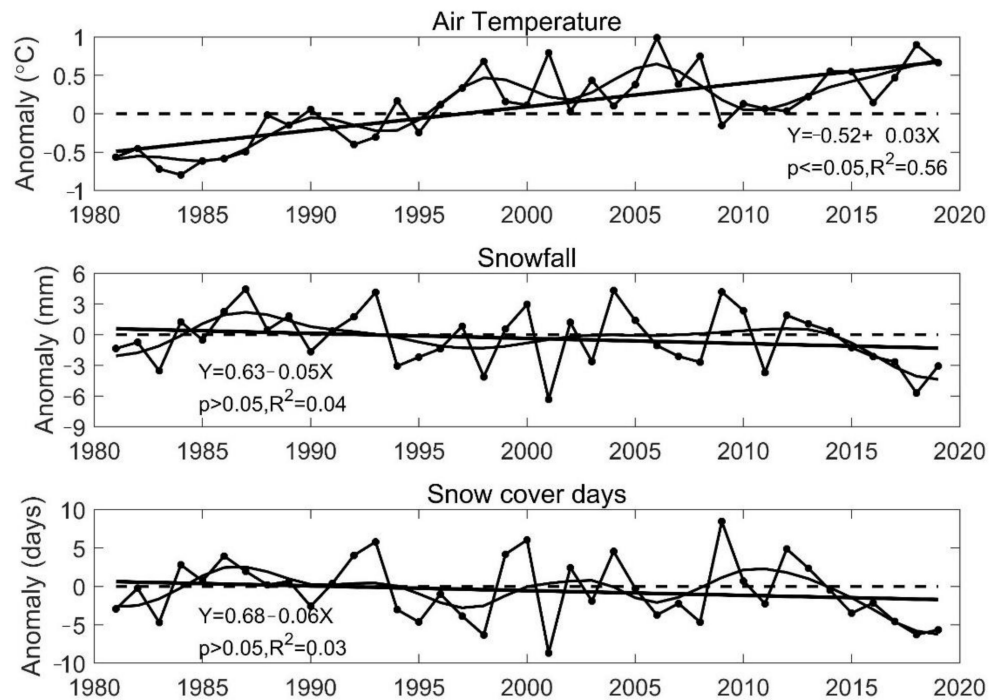 Air Temperature
Anomaly (°C)
1
0.5
0
−0.5
−1
Y=−0.52+ 0.03X
p<=0.05,R²=0.56
1980 1985 1990 1995 2000 2005 2010 2015 2020
Snowfall
Anomaly (mm)
6
3
0
−3
−6
−9
Y=0.63−0.05X
p>0.05,R²=0.04
1980 1985 1990 1995 2000 2005 2010 2015 2020
Snow cover days
Anomaly (days)
10
5
0
−5
−10
Y=0.68−0.06X
p>0.05,R²=0.03
1980 1985 1990 1995 2000 2005 2010 2015 2020